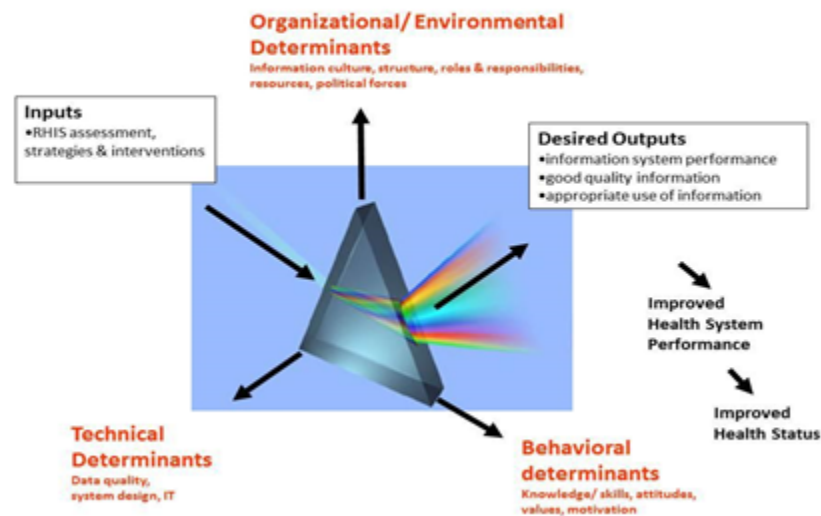 Organizational/ Environmental
Determinants
Information culture, structure, roles & responsibilities,
resources, political forces
Inputs
•RHIS assessment,
strategies & interventions
Desired Outputs
•information system performance
•good quality information
•appropriate use of information
Improved
Health System
Performance
Improved
Health Status
Technical
Determinants
Data quality,
system design, IT
Behavioral
determinants
Knowledge/ skills, attitudes,
values, motivation